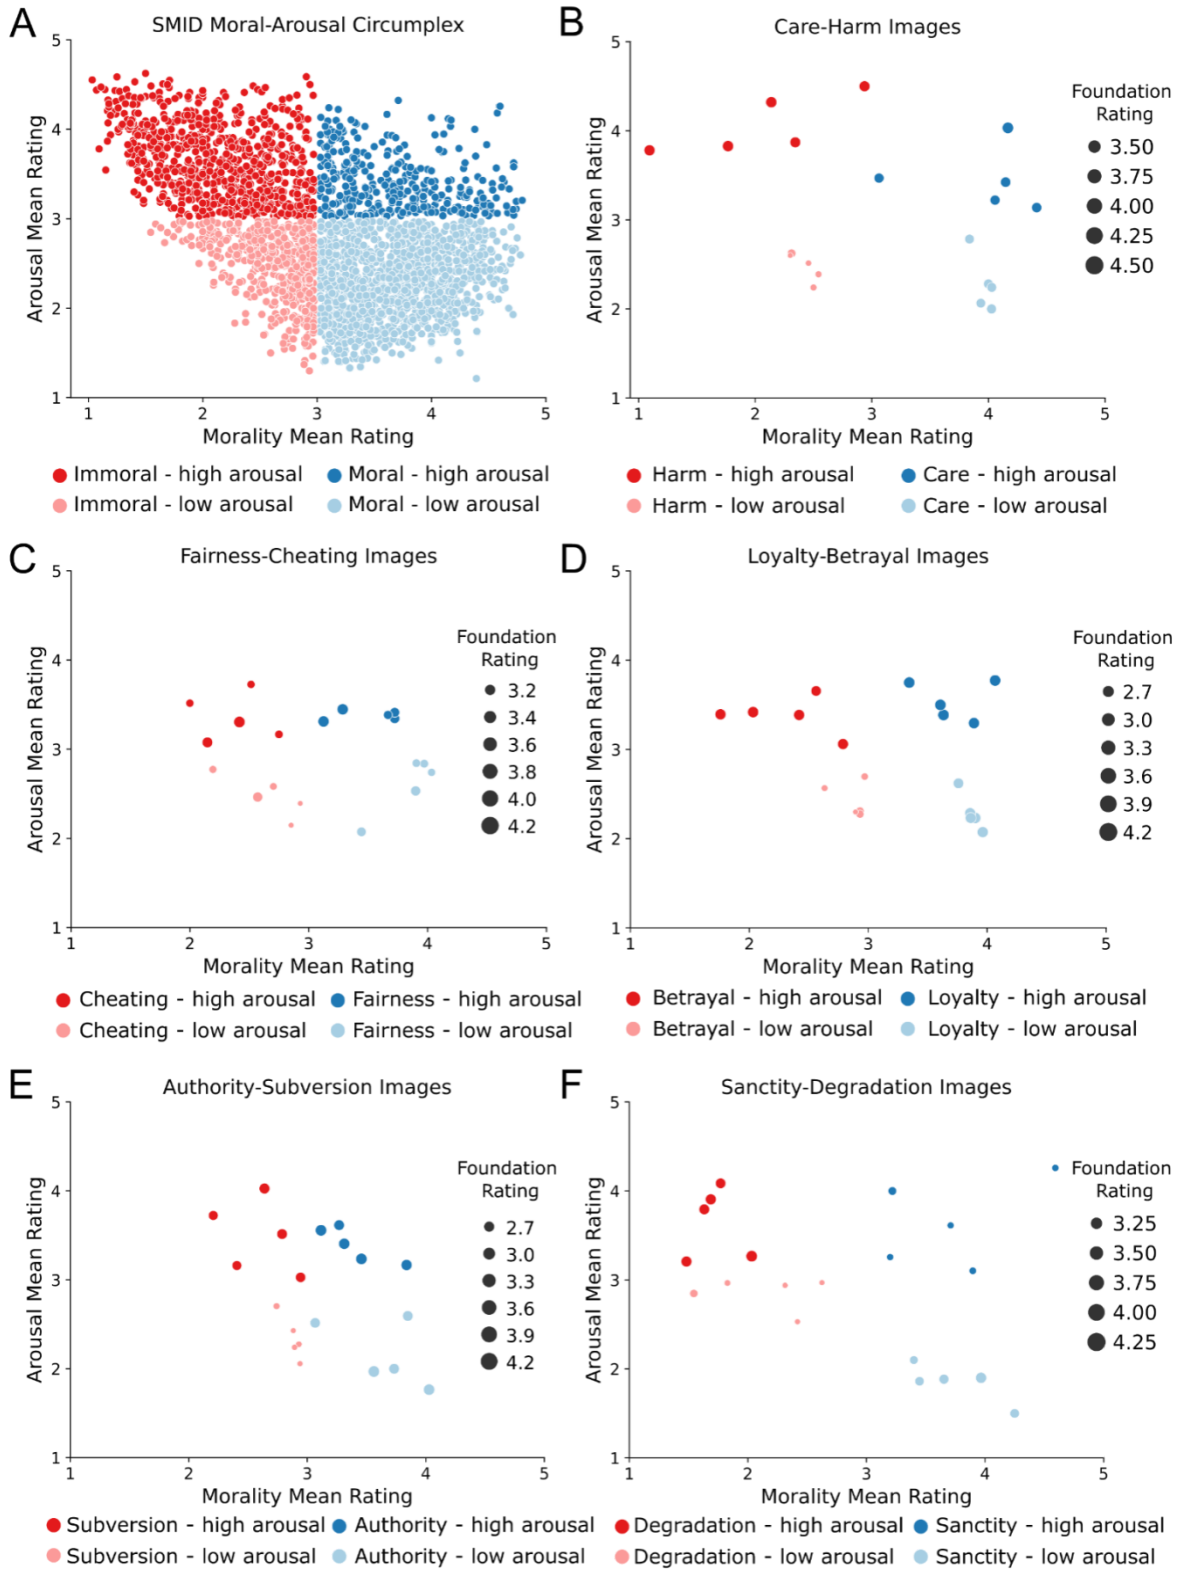 A
SMID Moral-Arousal Circumplex
5
4
3
2
1
Arousal Mean Rating
1 2 3 4 5
Morality Mean Rating
Immoral - high arousal Moral - high arousal
Immoral - low arousal Moral - low arousal
B
Care-Harm Images
5
4
3
2
1
Arousal Mean Rating
Foundation
Rating
3.50
3.75
4.00
4.25
4.50
1 2 3 4 5
Morality Mean Rating
Harm - high arousal Care - high arousal
Harm - low arousal Care - low arousal
C
Fairness-Cheating Images
5
4
3
2
1
Arousal Mean Rating
Foundation
Rating
3.2
3.4
3.6
3.8
4.0
4.2
1 2 3 4 5
Morality Mean Rating
Cheating - high arousal Fairness - high arousal
Cheating - low arousal Fairness - low arousal
D
Loyalty-Betrayal Images
5
4
3
2
1
Arousal Mean Rating
Foundation
Rating
2.7
3.0
3.3
3.6
3.9
4.2
1 2 3 4 5
Morality Mean Rating
Betrayal - high arousal Loyalty - high arousal
Betrayal - low arousal Loyalty - low arousal
E
Authority-Subversion Images
5
4
3
2
1
Arousal Mean Rating
Foundation
Rating
2.7
3.0
3.3
3.6
3.9
4.2
1 2 3 4 5
Morality Mean Rating
Subversion - high arousal Authority - high arousal
Subversion - low arousal Authority - low arousal
F
Sanctity-Degradation Images
5
4
3
2
1
Arousal Mean Rating
Foundation
Rating
3.25
3.50
3.75
4.00
4.25
1 2 3 4 5
Morality Mean Rating
Degradation - high arousal Sanctity - high arousal
Degradation - low arousal Sanctity - low arousal